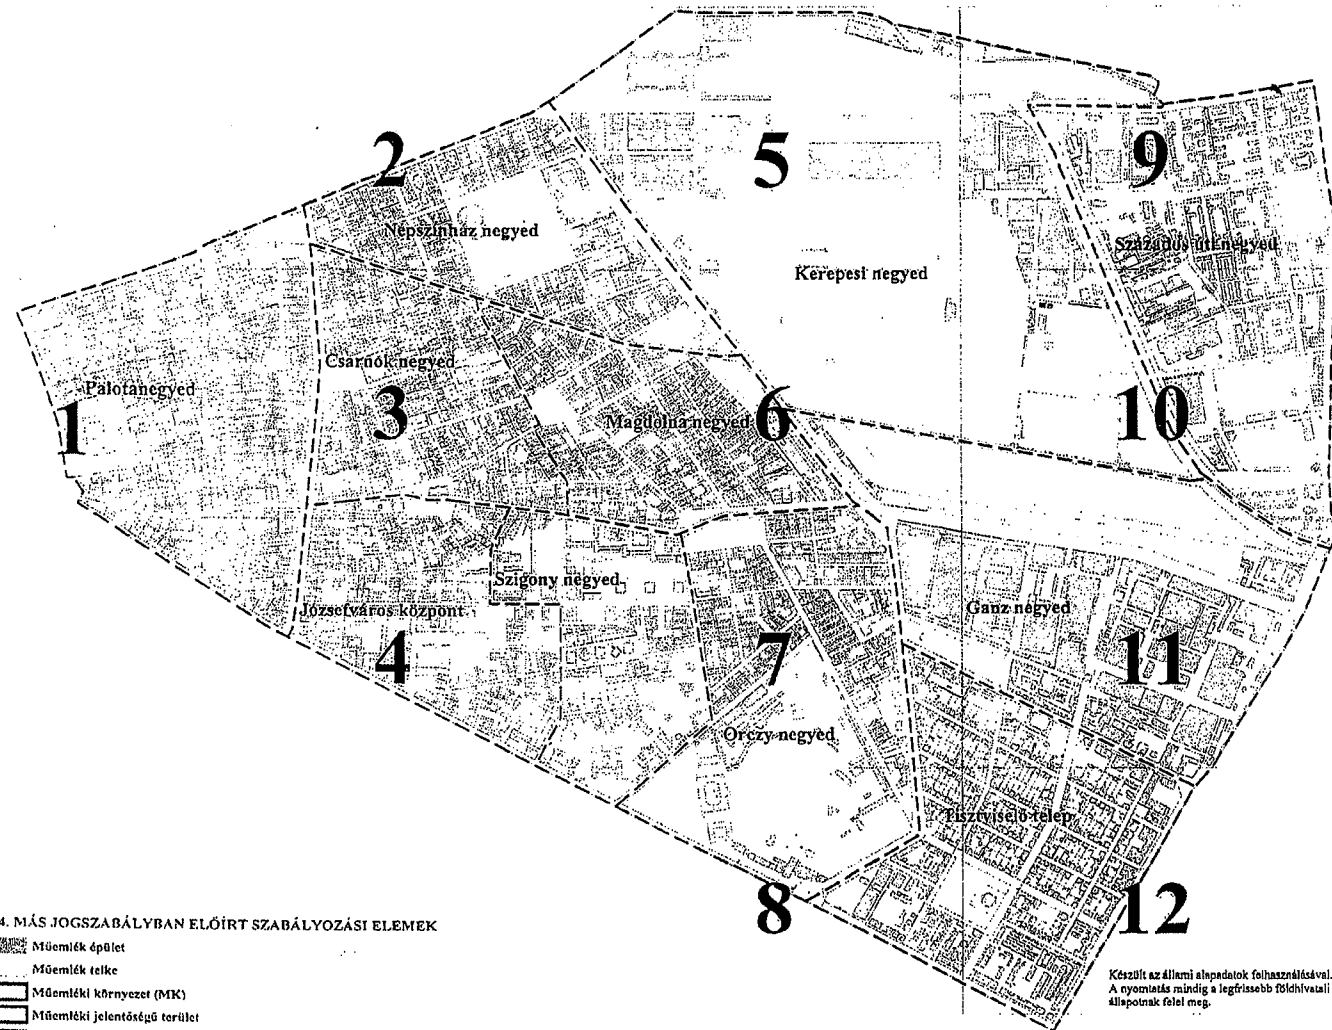 2
5
9
Népszínház negyed
Százados úti negyed
Kerepesi negyed
Csarnok negyed
Palotanegyed
1
3
Magdolna negyed
6
10
Szigony negyed
Józsefváros központ
Ganz negyed
4
7
11
Orczy negyed
Tisztviselő telep
8
12
4. MÁS JOGSZABÁLYBAN ELŐÍRT SZABÁLYOZÁSI ELEMEK
Műemlék épület
Műemlék telke
Műemléki környezet (MK)
Műemléki jelentőségű terület
Készült az állami alapadatok felhasználásával.
A nyomtatás mindig a legfrissebb földhivatali
állapotnak felel meg.